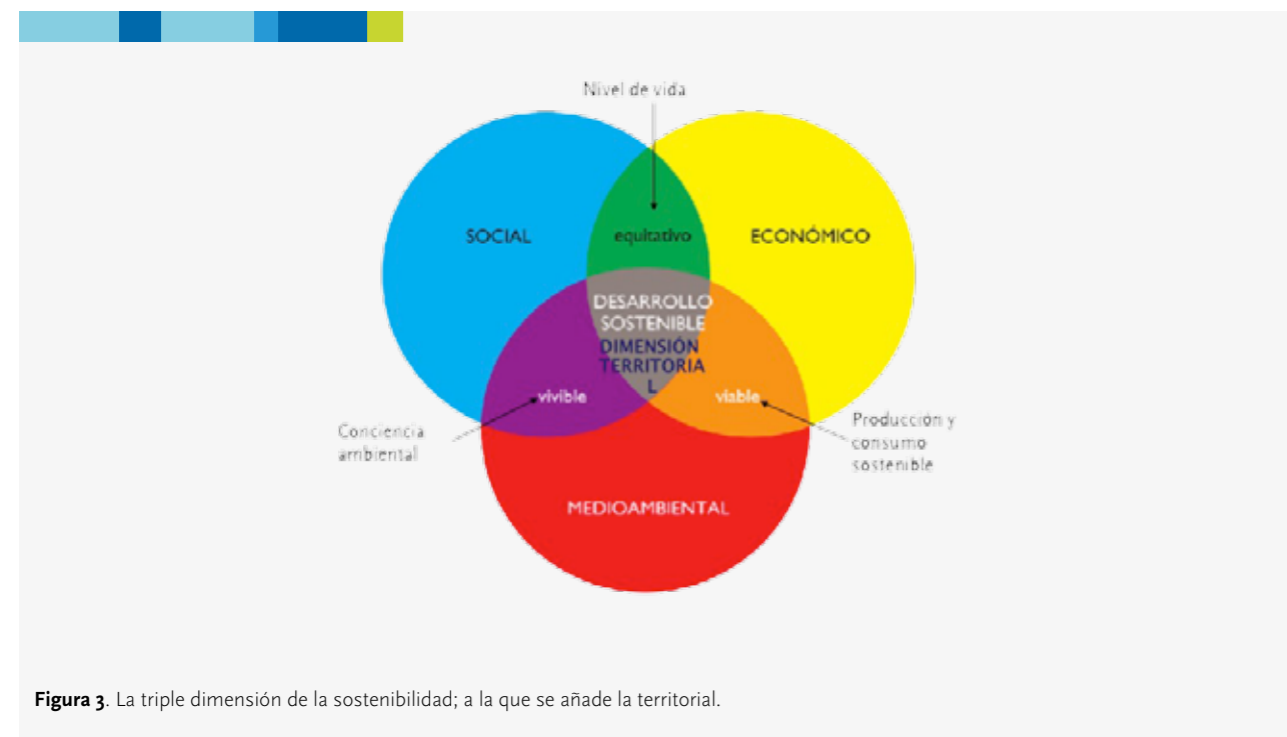 Nivel de vida
SOCIAL
equitativo
ECONÓMICO
DESARROLLO
SOSTENIBLE
DIMENSIÓN
TERRITORIA
L
vivible
viable
Conciencia
ambiental
Producción y
consumo
sostenible
MEDIOAMBIENTAL
Figura 3. La triple dimensión de la sostenibilidad; a la que se añade la territorial.